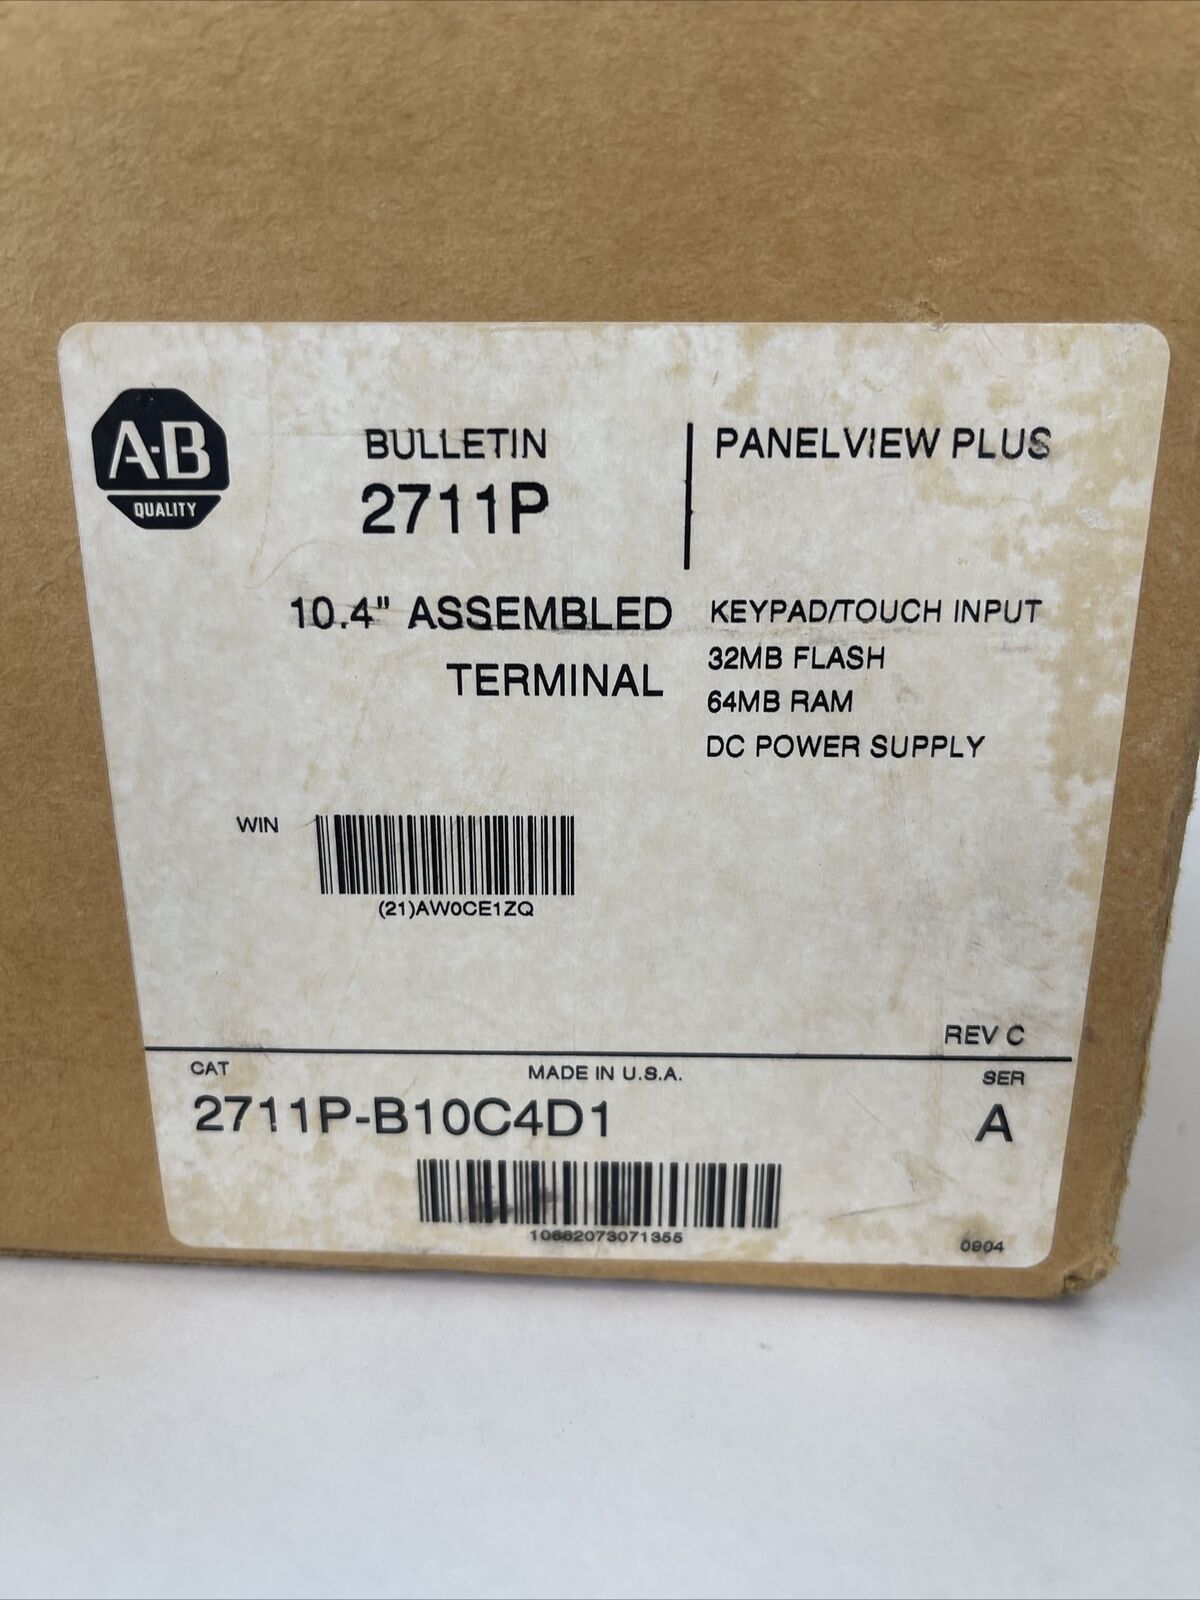 A-B
QUALITY
BULLETIN
2711P
PANELVIEW PLUS
10.4" ASSEMBLED
TERMINAL
KEYPAD/TOUCH INPUT
32MB FLASH
64MB RAM
DC POWER SUPPLY
WIN
(21)AW0CE1ZQ
REV C
CAT
MADE IN U.S.A.
SER
2711P-B10C4D1
A
10662073071355
0904